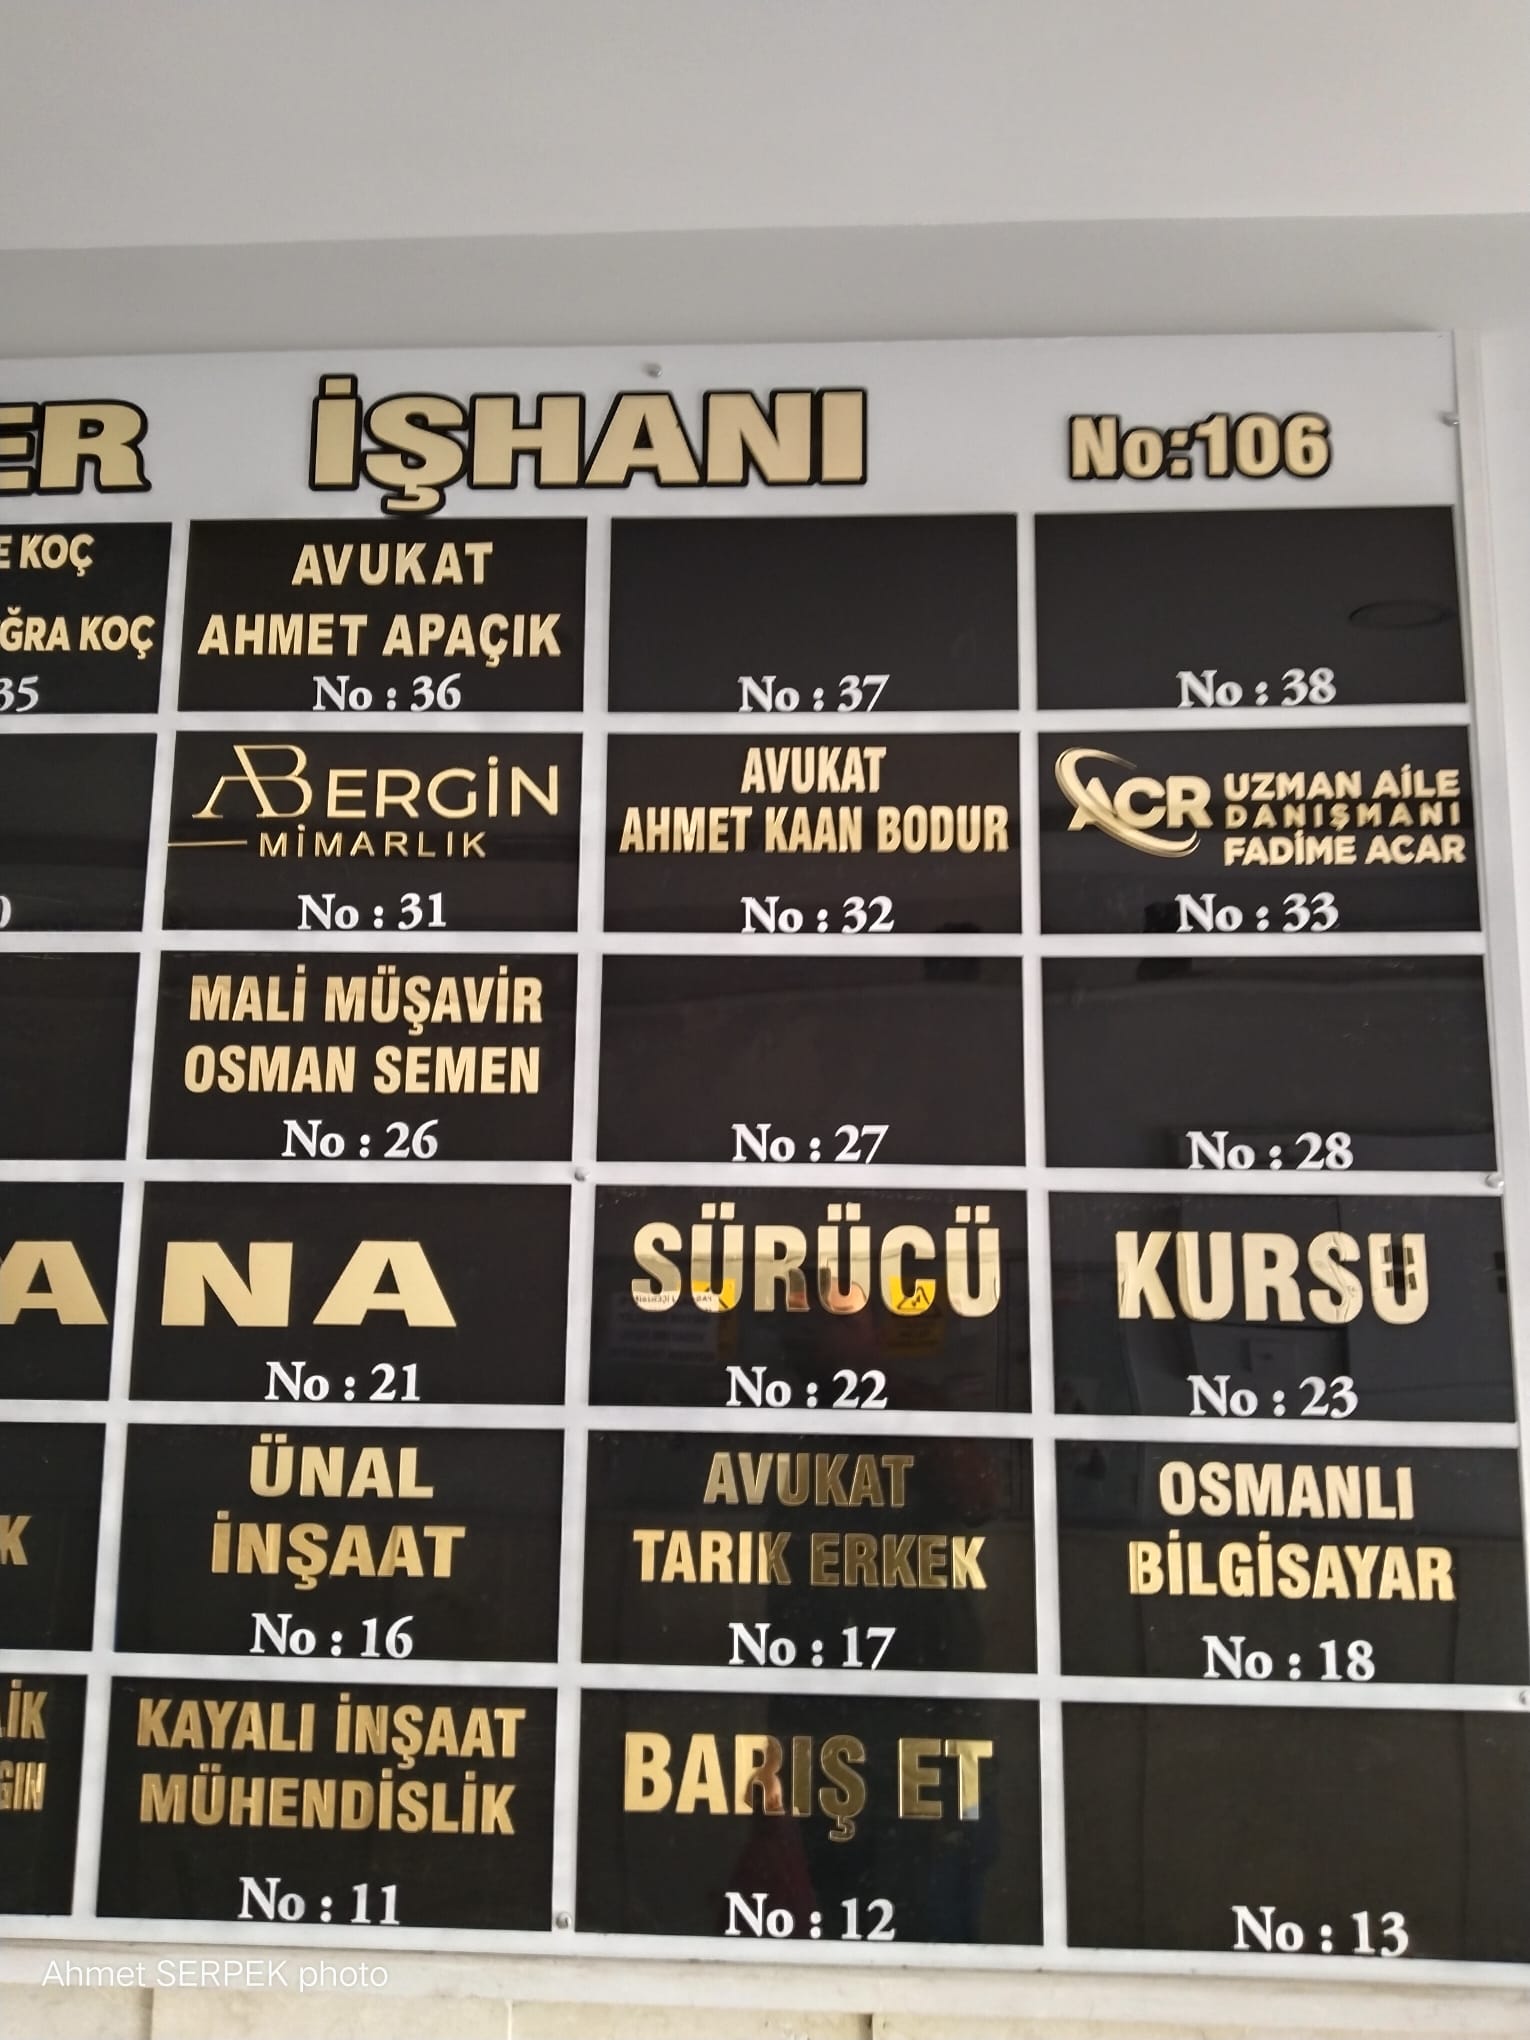 ER İŞHANI No:106
E KOÇ
ĞRA KOÇ
35
AVUKAT
AHMET APAÇIK
No : 36
No : 37
No : 38
0
ABERGİN
MİMARLIK
No : 31
AVUKAT
AHMET KAAN BODUR
No : 32
ACR UZMAN AİLE
DANIŞMANI
FADİME ACAR
No : 33
MALİ MÜŞAVİR
OSMAN SEMEN
No : 26
No : 27
No : 28
ANA SÜRÜCÜ KURSU
No : 21
No : 22
No : 23
K
ÜNAL
İNŞAAT
No : 16
AVUKAT
TARIK ERKEK
No : 17
OSMANLI
BİLGİSAYAR
No : 18
LİK
GIN
KAYALI İNŞAAT
MÜHENDİSLİK
No : 11
BARIŞ ET
No : 12
No : 13
Ahmet SERPEK photo